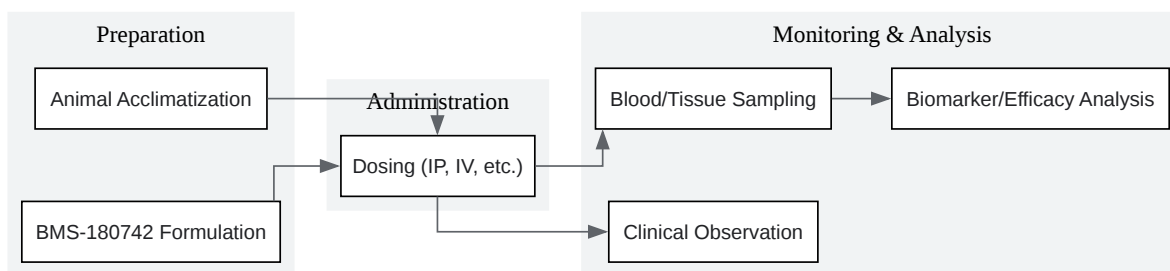 Preparation
Animal Acclimatization
BMS-180742 Formulation
Administration
Dosing (IP, IV, etc.)
Monitoring & Analysis
Blood/Tissue Sampling
Biomarker/Efficacy Analysis
Clinical Observation